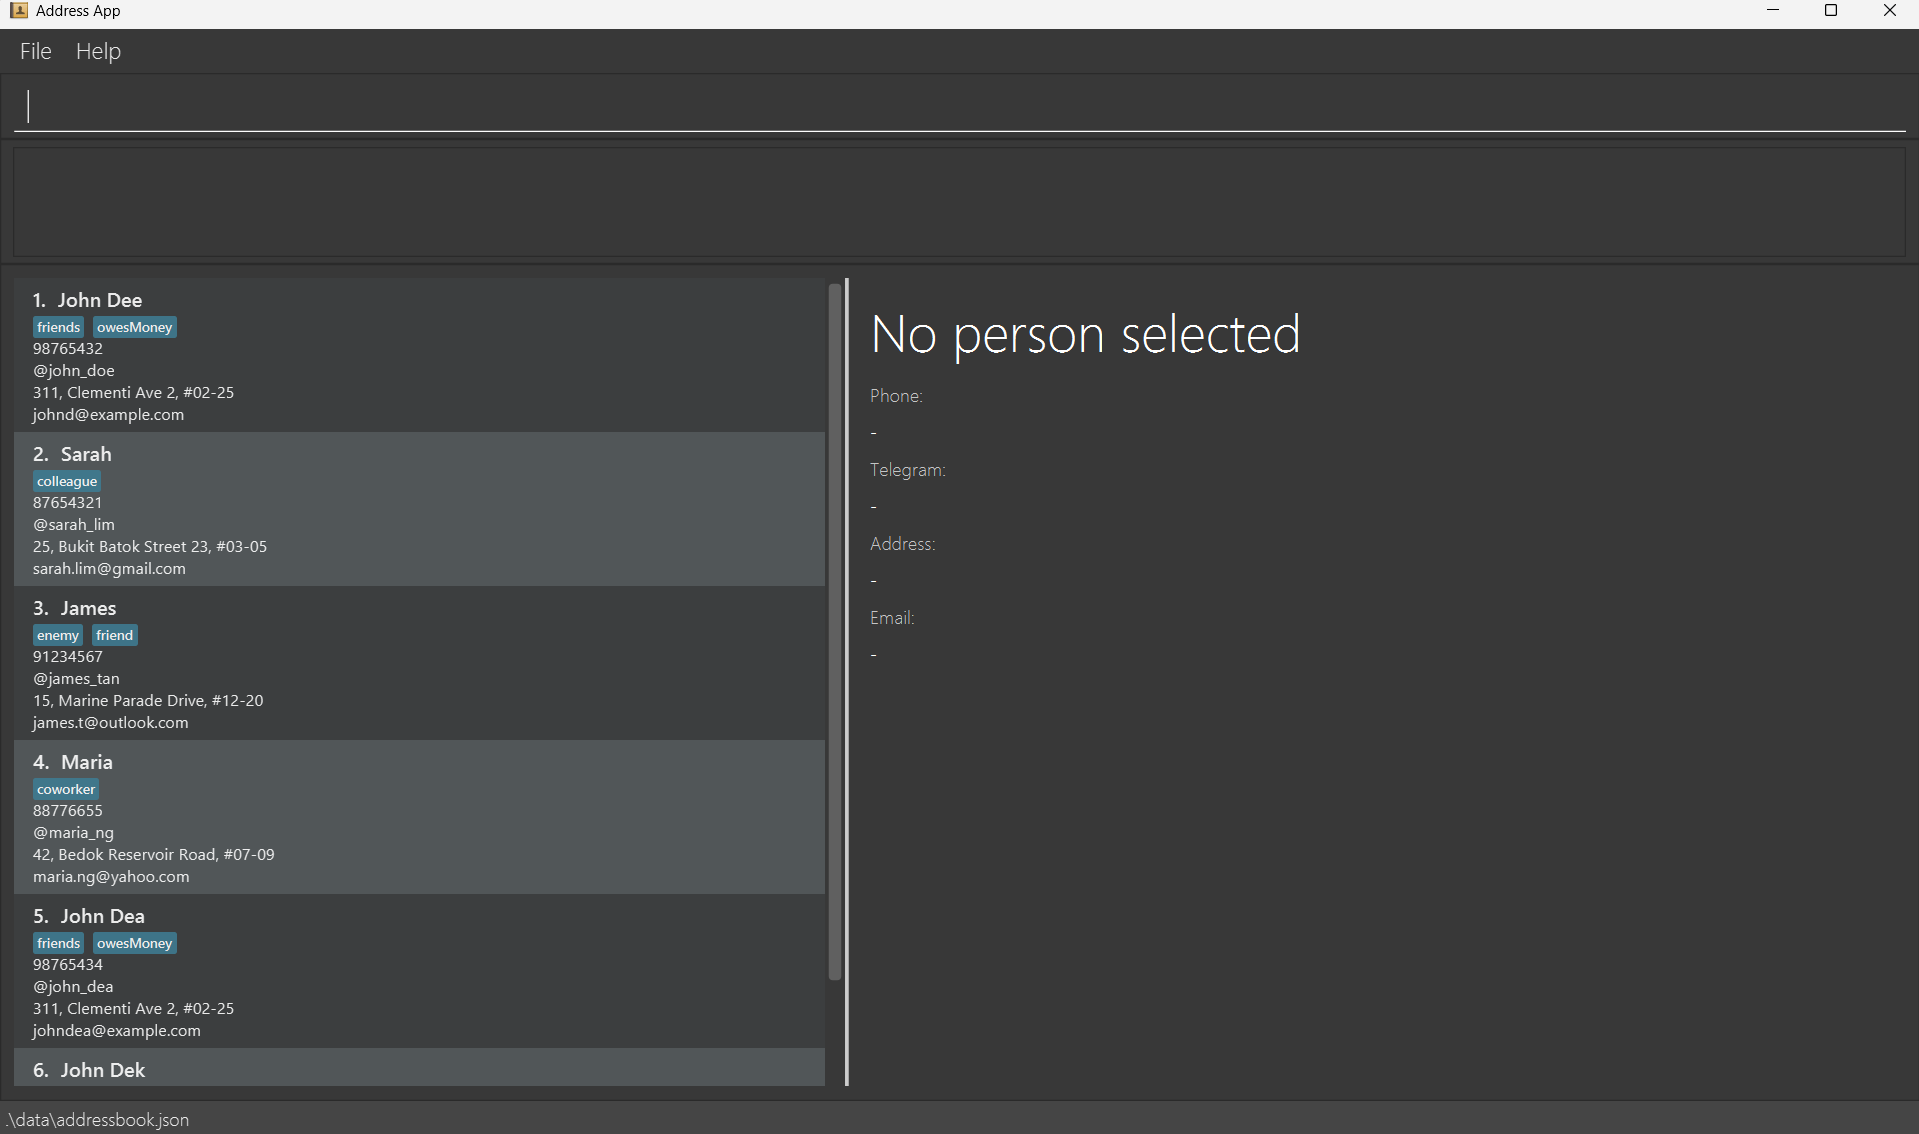 Address App
File Help
1. John Dee
friends owesMoney
98765432
@john_doe
311, Clementi Ave 2, #02-25
johnd@example.com
2. Sarah
colleague
87654321
@sarah_lim
25, Bukit Batok Street 23, #03-05
sarah.lim@gmail.com
3. James
enemy friend
91234567
@james_tan
15, Marine Parade Drive, #12-20
james.t@outlook.com
4. Maria
coworker
88776655
@maria_ng
42, Bedok Reservoir Road, #07-09
maria.ng@yahoo.com
5. John Dea
friends owesMoney
98765434
@john_dea
311, Clementi Ave 2, #02-25
johndea@example.com
6. John Dek
No person selected
Phone:
-
Telegram:
-
Address:
-
Email:
-
.\data\addressbook.json